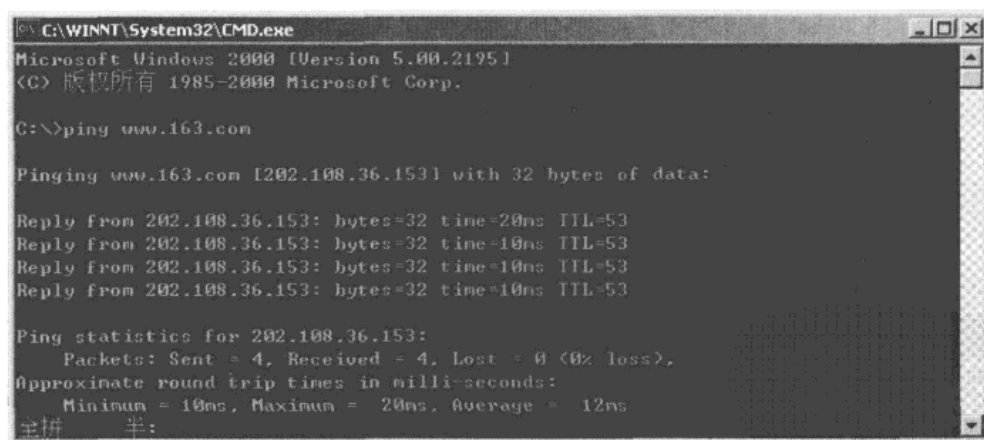 C:\WINNT\System32\CMD.exe
Microsoft Windows 2000 [Version 5.00.2195]
(C) 版权所有 1985-2000 Microsoft Corp.
C:\>ping www.163.com
Pinging www.163.com [202.108.36.153] with 32 bytes of data:
Reply from 202.108.36.153: bytes=32 time=20ms TTL=53
Reply from 202.108.36.153: bytes=32 time=10ms TTL=53
Reply from 202.108.36.153: bytes=32 time=10ms TTL=53
Reply from 202.108.36.153: bytes=32 time=10ms TTL=53
Ping statistics for 202.108.36.153:
Packets: Sent = 4, Received = 4, Lost = 0 (0% loss),
Approximate round trip times in milli-seconds:
Minimum = 10ms, Maximum = 20ms, Average = 12ms
全拼 半: